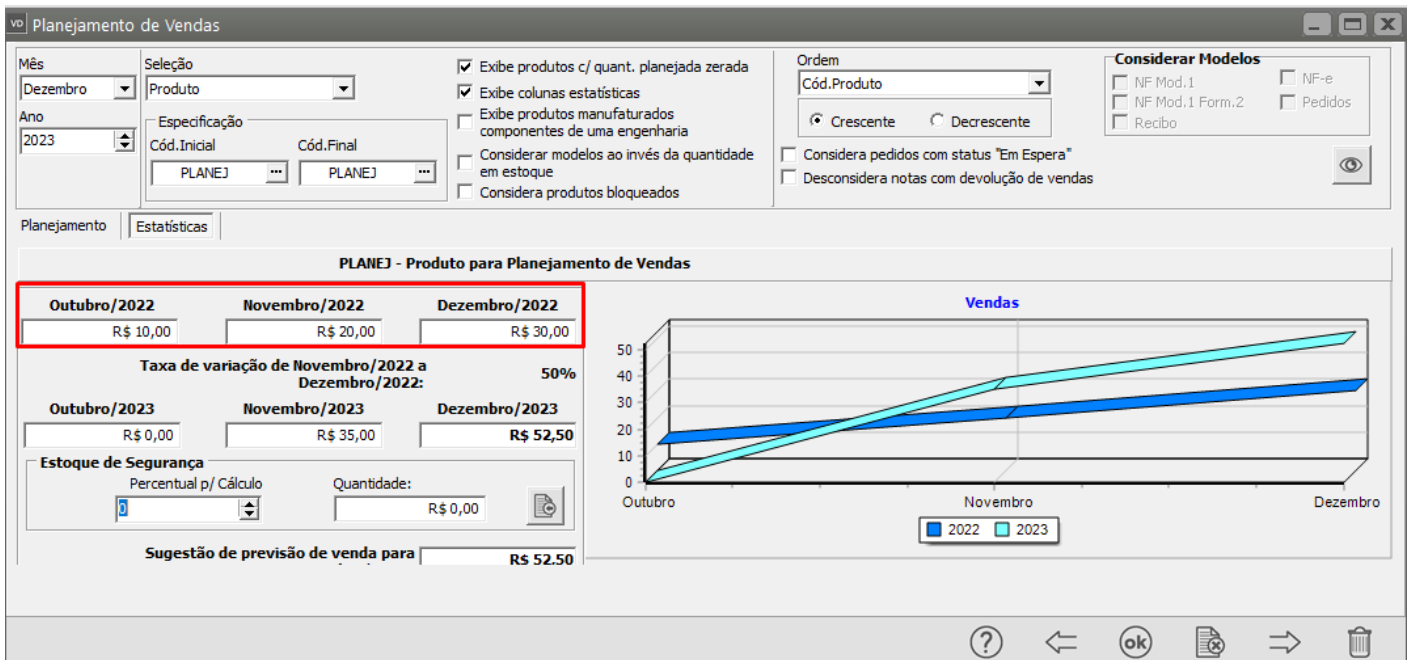 VD Planejamento de Vendas
Mês
Dezembro
Ano
2023
Seleção
Produto
Especificação
Cód.Inicial Cód.Final
PLANEJ ... PLANEJ ...
Exibe produtos c/ quant. planejada zerada
Exibe colunas estatísticas
Exibe produtos manufaturados
componentes de uma engenharia
Considerar modelos ao invés da quantidade
em estoque
Considera produtos bloqueados
Ordem
Cód.Produto
Crescente Decrescente
Considera pedidos com status "Em Espera"
Desconsidera notas com devolução de vendas
Considerar Modelos
NF Mod.1 NF-e
NF Mod.1 Form.2 Pedidos
Recibo
Planejamento Estatísticas
PLANEJ - Produto para Planejamento de Vendas
Outubro/2022 Novembro/2022 Dezembro/2022
R$ 10,00 R$ 20,00 R$ 30,00
Taxa de variação de Novembro/2022 a
Dezembro/2022:
50%
Outubro/2023 Novembro/2023 Dezembro/2023
R$ 0,00 R$ 35,00 R$ 52,50
Estoque de Segurança
Percentual p/ Cálculo Quantidade:
0 R$ 0,00
Sugestão de previsão de venda para
R$ 52,50
Vendas
50
40
30
20
10
0
Outubro Novembro Dezembro
2022 2023
? ok